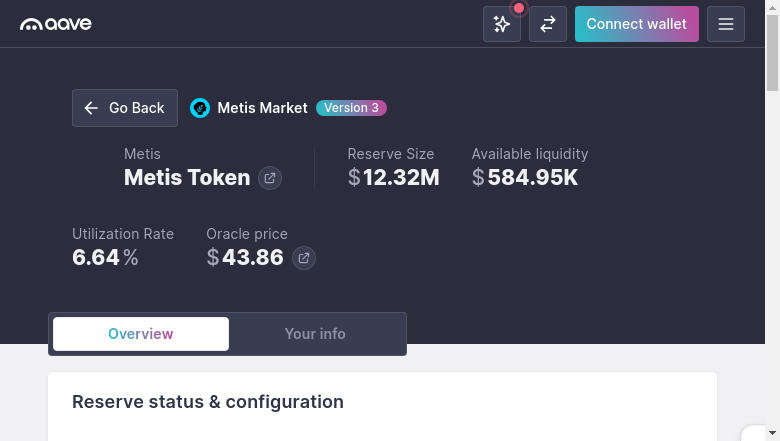 aave
Connect wallet
Go Back
Metis Market
Version 3
Metis
Metis Token
Reserve Size
$12.32M
Available liquidity
$584.95K
Utilization Rate
6.64%
Oracle price
$43.86
Overview
Your info
Reserve status & configuration